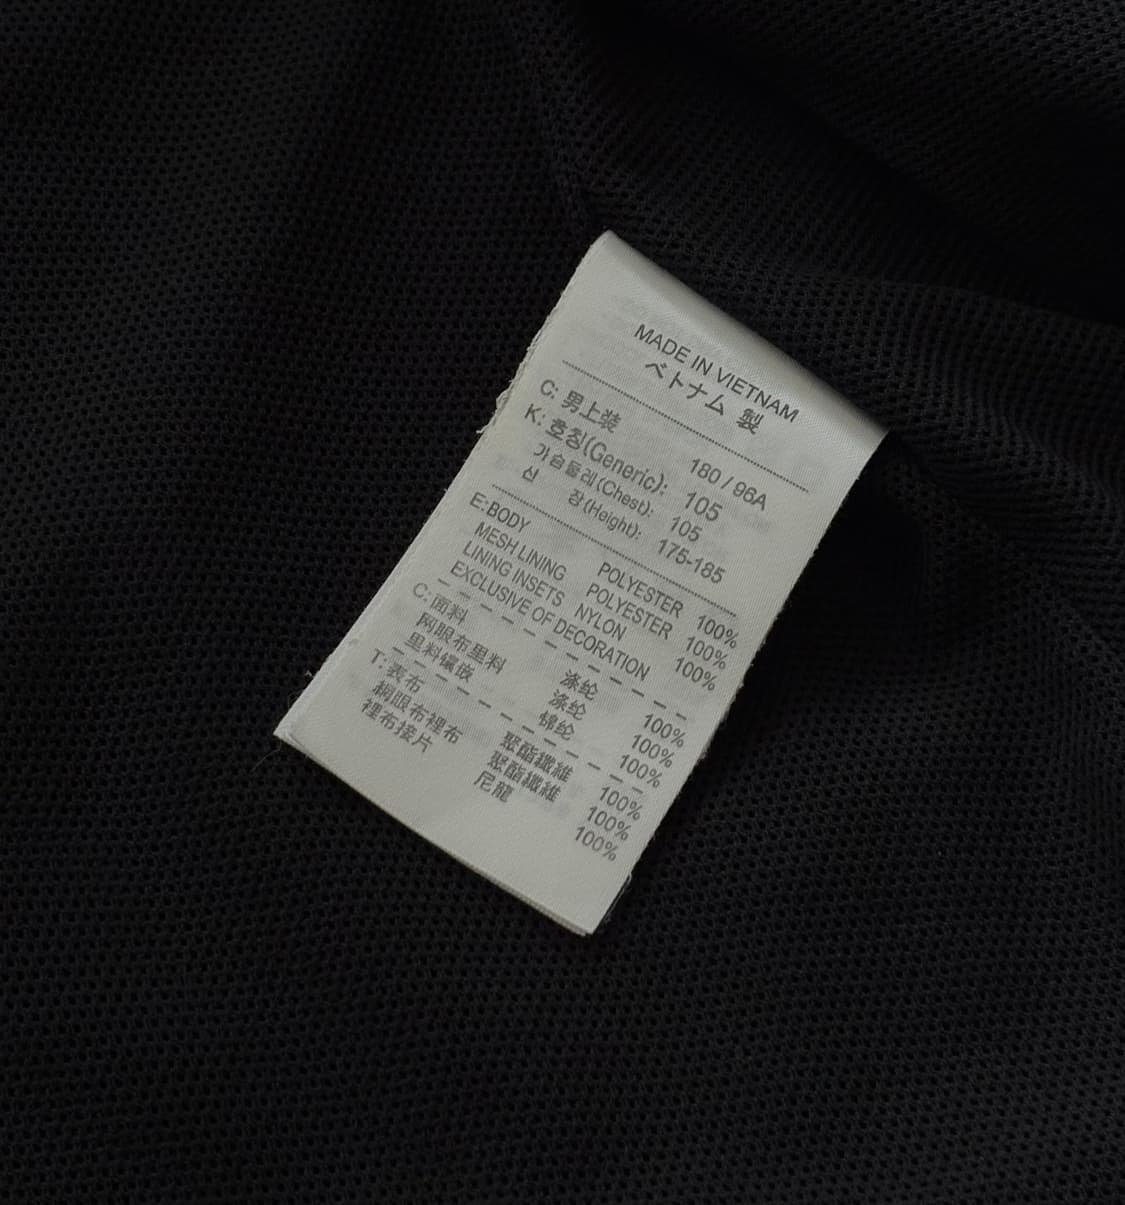 MADE IN VIETNAM
ベトナム 製
C: 男上装 180 / 96A
K: 호칭(Generic): 105
가슴둘레(Chest): 105
신 장(Height): 175-185
E: BODY POLYESTER 100%
MESH LINING POLYESTER 100%
LINING INSETS NYLON 100%
EXCLUSIVE OF DECORATION
C: 面料 涤纶 100%
网眼布里料 涤纶 100%
里料镶嵌 锦纶 100%
T: 表布 聚酯纖維 100%
網眼布裡布 聚酯纖維 100%
裡布接片 尼龍 100%